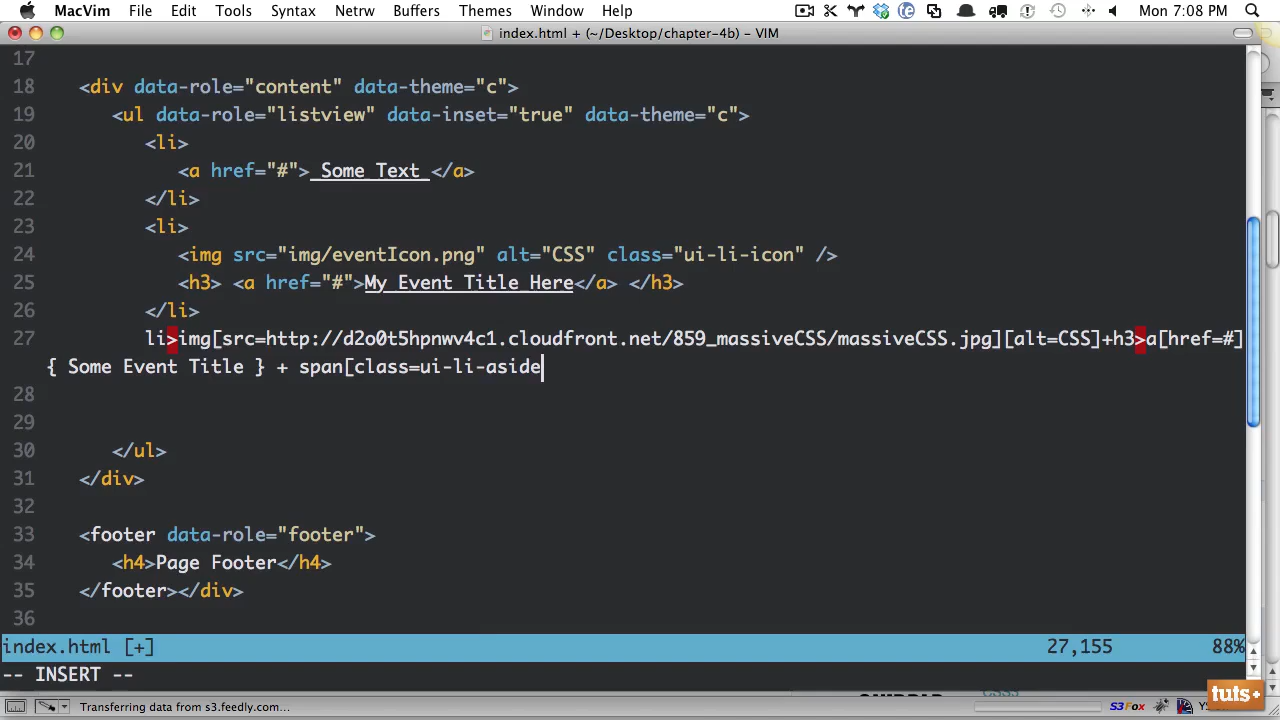 MacVim File Edit Tools Syntax Netrw Buffers Themes Window Help Mon 7:08 PM
index.html + (~/Desktop/chapter-4b) - VIM
17
18 <div data-role="content" data-theme="c">
19 <ul data-role="listview" data-inset="true" data-theme="c">
20 <li>
21 <a href="#">_Some_Text_</a>
22 </li>
23 <li>
24 <img src="img/eventIcon.png" alt="CSS" class="ui-li-icon" />
25 <h3> <a href="#">My Event Title Here</a> </h3>
26 </li>
27 li>img[src=http://d2o0t5hpnwv4c1.cloudfront.net/859_massiveCSS/massiveCSS.jpg][alt=CSS]+h3>a[href=#]
{ Some Event Title } + span[class=ui-li-aside
28
29
30 </ul>
31 </div>
32
33 <footer data-role="footer">
34 <h4>Page Footer</h4>
35 </footer></div>
36
index.html [+] 27,155 88%
-- INSERT --
CSS3
tuts+
Transferring data from s3.feedly.com... S3Fox